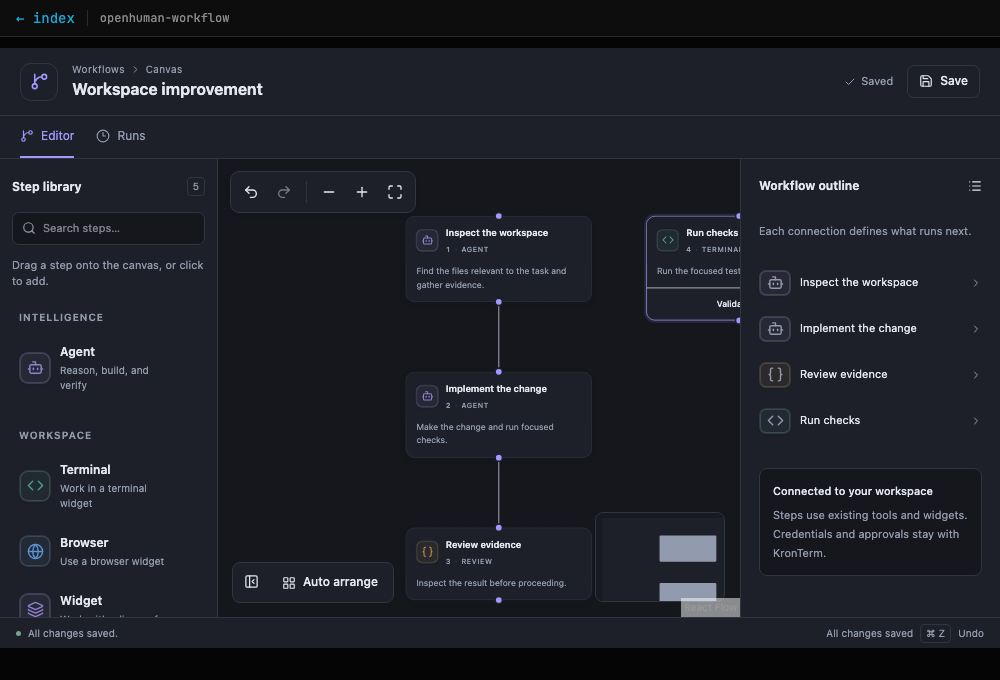 ← index
openhuman-workflow
Workflows > Canvas
Workspace improvement
Saved
Save
Editor
Runs
Step library
5
Search steps...
Drag a step onto the canvas, or click
to add.
INTELLIGENCE
Agent
Reason, build, and
verify
WORKSPACE
Terminal
Work in a terminal
widget
Browser
Use a browser widget
Widget
Inspect the workspace
1 · AGENT
Find the files relevant to the task and
gather evidence.
Implement the change
2 · AGENT
Make the change and run focused
checks.
Review evidence
3 · REVIEW
Inspect the result before proceeding.
Run checks
4 · TERMINAL
Run the focused test
Valida
Auto arrange
React Flow
Workflow outline
Each connection defines what runs next.
Inspect the workspace
Implement the change
Review evidence
Run checks
Connected to your workspace
Steps use existing tools and widgets.
Credentials and approvals stay with
KronTerm.
All changes saved.
All changes saved
⌘ Z
Undo